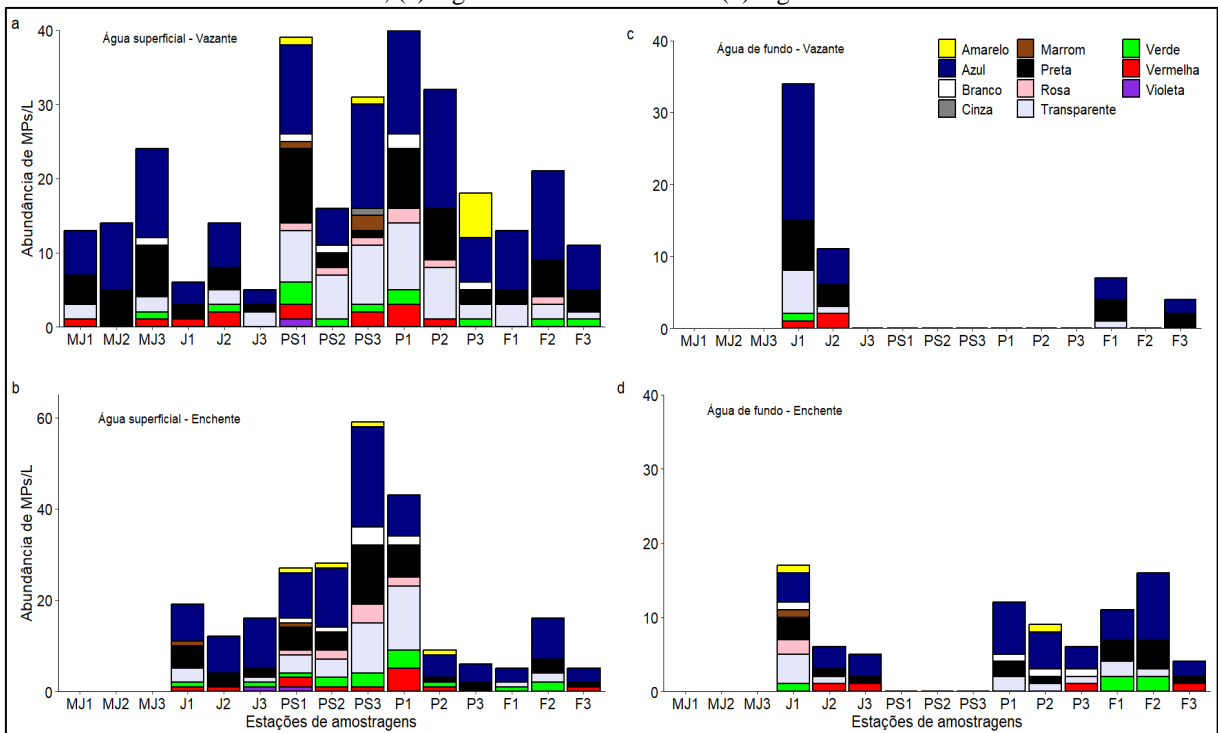 a
Água superficial - Vazante
Abundância de MPs/L
40
30
20
10
0
MJ1 MJ2 MJ3 J1 J2 J3 PS1 PS2 PS3 P1 P2 P3 F1 F2 F3
c
Água de fundo - Vazante
Amarelo Marrom Verde
Azul Preta Vermelha
Branco Rosa Violeta
Cinza Transparente
40
30
20
10
0
MJ1 MJ2 MJ3 J1 J2 J3 PS1 PS2 PS3 P1 P2 P3 F1 F2 F3
b
Água superficial - Enchente
Abundância de MPs/L
60
40
20
0
MJ1 MJ2 MJ3 J1 J2 J3 PS1 PS2 PS3 P1 P2 P3 F1 F2 F3
Estações de amostragens
d
Água de fundo - Enchente
40
30
20
10
0
MJ1 MJ2 MJ3 J1 J2 J3 PS1 PS2 PS3 P1 P2 P3 F1 F2 F3
Estações de amostragens